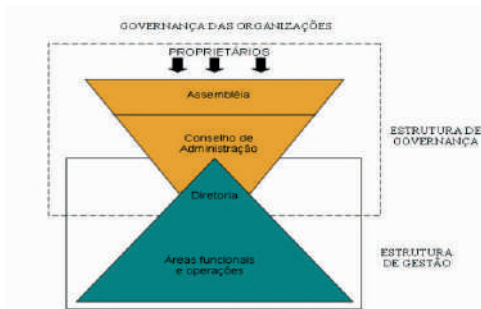 GOVERNANÇA DAS ORGANIZAÇÕES
PROPRIETÁRIOS
Assembléia
Conselho de
Administração
ESTRUTURA DE
GOVERNANÇA
Diretoria
Áreas funcionais
e operações
ESTRUTURA
DE GESTÃO